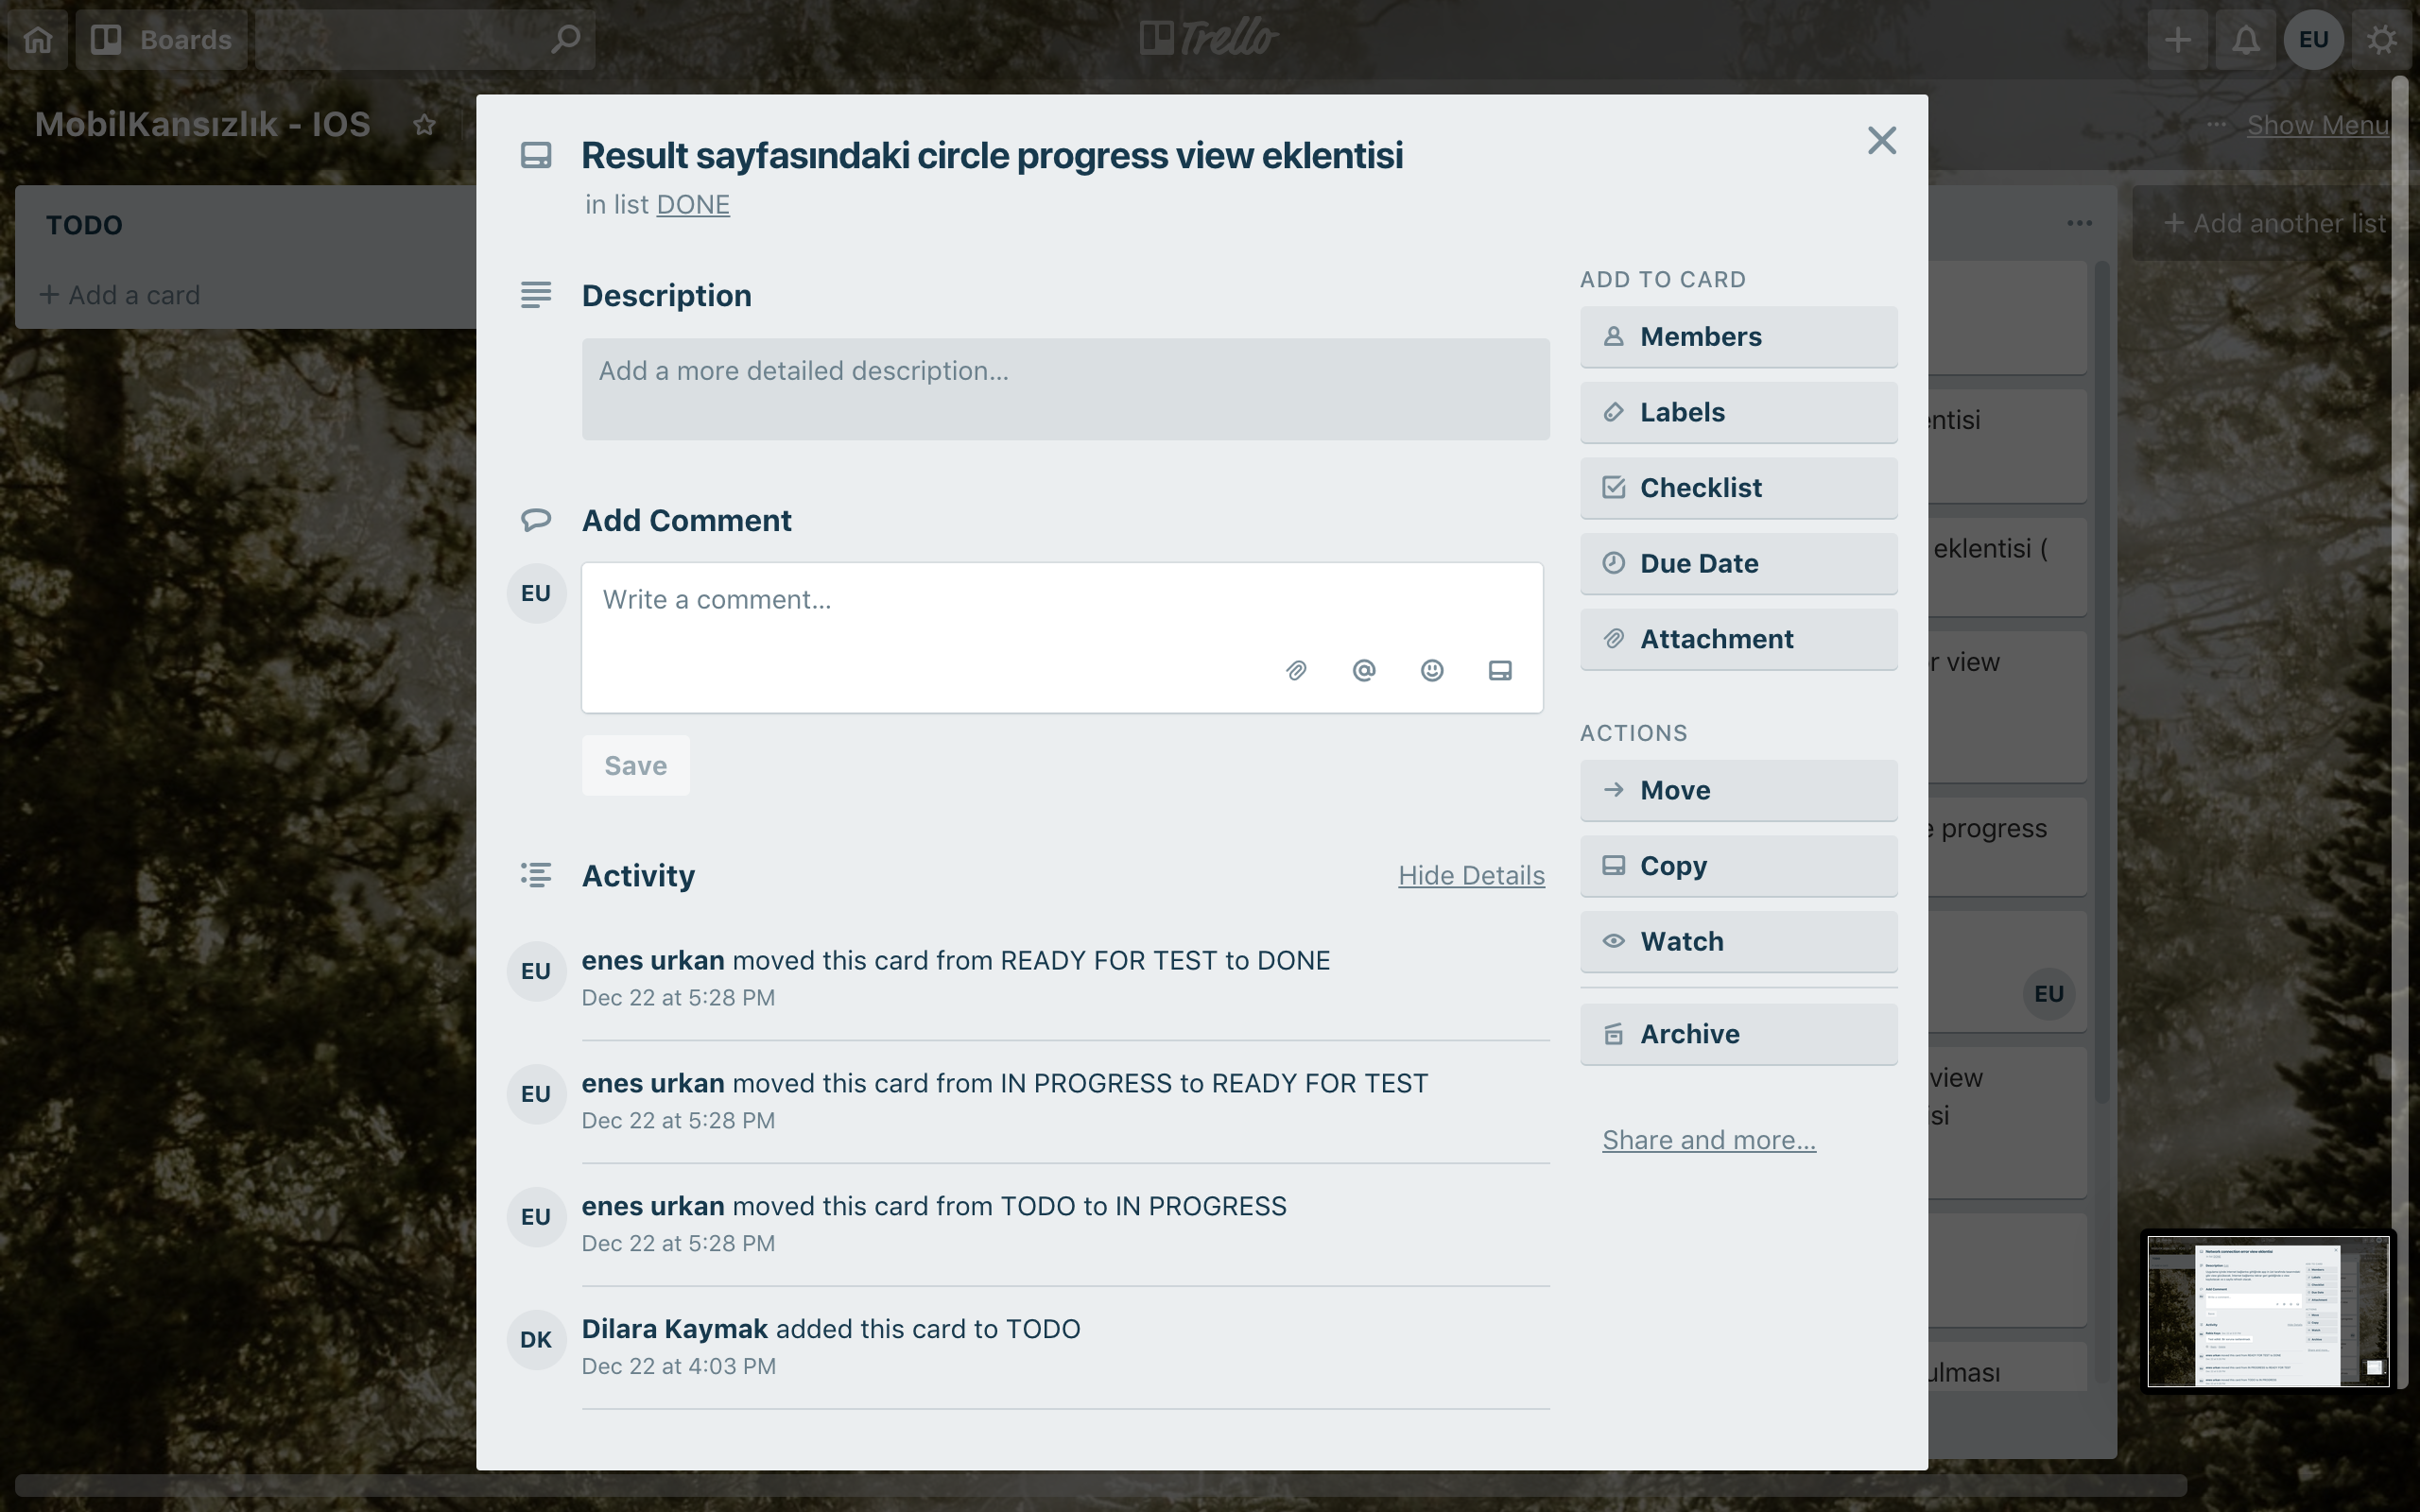 Boards
Trello
EU
MobilKansızlık - IOS
Show Menu
TODO
+ Add a card
Result sayfasındaki circle progress view eklentisi
in list DONE
Description
Add a more detailed description...
Add Comment
EU
Write a comment...
Save
Activity
Hide Details
EU
enes urkan moved this card from READY FOR TEST to DONE
Dec 22 at 5:28 PM
EU
enes urkan moved this card from IN PROGRESS to READY FOR TEST
Dec 22 at 5:28 PM
EU
enes urkan moved this card from TODO to IN PROGRESS
Dec 22 at 5:28 PM
DK
Dilara Kaymak added this card to TODO
Dec 22 at 4:03 PM
ADD TO CARD
Members
Labels
Checklist
Due Date
Attachment
ACTIONS
Move
Copy
Watch
Archive
Share and more...
+ Add another list
eklentisi (
view
progress
EU
view